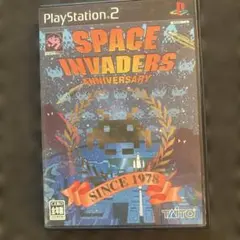 PlayStation.2
SPACE
INVADERS
ANNIVERSARY
SINCE 1978
TAITO